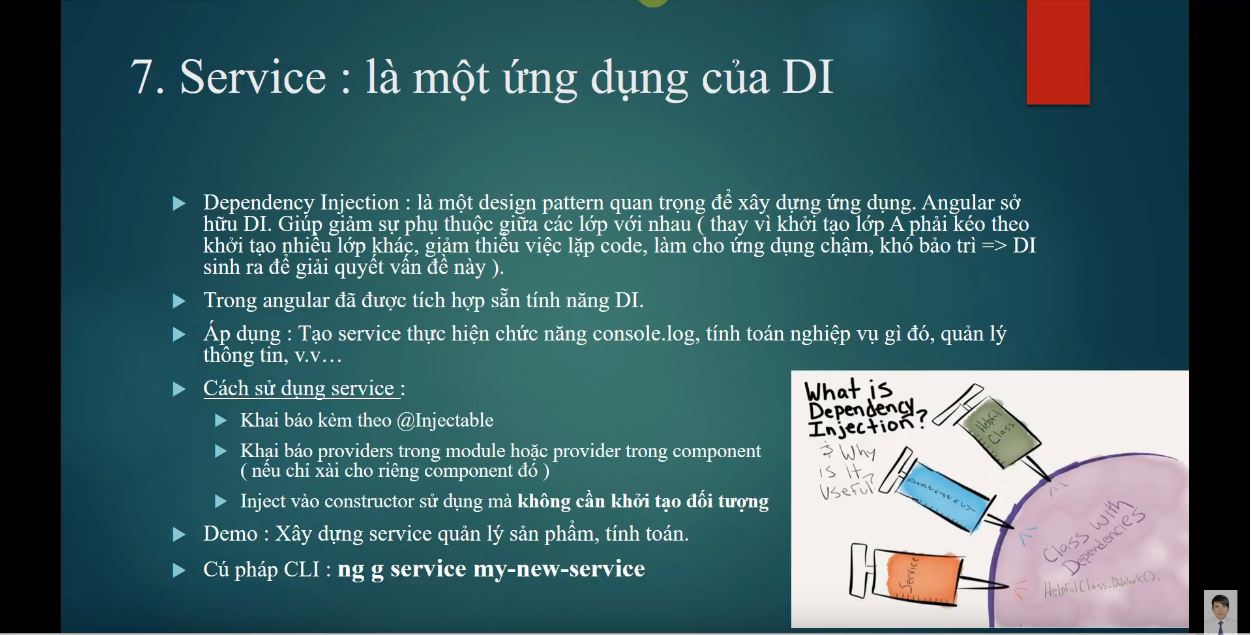 7. Service : là một ứng dụng của DI
Dependency Injection : là một design pattern quan trọng để xây dựng ứng dụng. Angular sở
hữu DI. Giúp giảm sự phụ thuộc giữa các lớp với nhau ( thay vì khởi tạo lớp A phải kéo theo
khởi tạo nhiều lớp khác, giảm thiểu việc lặp code, làm cho ứng dụng chậm, khó bảo trì => DI
sinh ra để giải quyết vấn đề này ).
Trong angular đã được tích hợp sẵn tính năng DI.
Áp dụng : Tạo service thực hiện chức năng console.log, tính toán nghiệp vụ gì đó, quản lý
thông tin, v.v…
Cách sử dụng service :
Khai báo kèm theo @Injectable
Khai báo providers trong module hoặc provider trong component
( nếu chỉ xài cho riêng component đó )
Inject vào constructor sử dụng mà không cần khởi tạo đối tượng
Demo : Xây dựng service quản lý sản phẩm, tính toán.
Cú pháp CLI : ng g service my-new-service
What is
Dependency
Injection?
& Why
is It
Useful?
Helpful
Class
Service
Class with
Dependencies
HelpfulClass.DoWork();